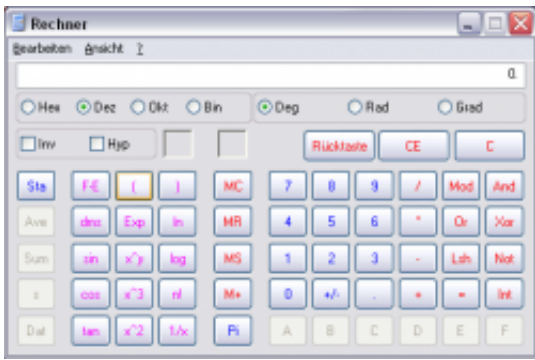 Rechner
Bearbeiten Ansicht ?
0.
Hex Dez Okt Bin Deg Rad Grad
Inv Hyp Rücktaste CE C
Sta F-E ( ) MC 7 8 9 / Mod And
Ave dms Exp ln MR 4 5 6 * Or Xor
Sum sin x^y log MS 1 2 3 - Lsh Not
s cos x^3 n! M+ 0 +/- . + = Int
Dat tan x^2 1/x Pi A B C D E F